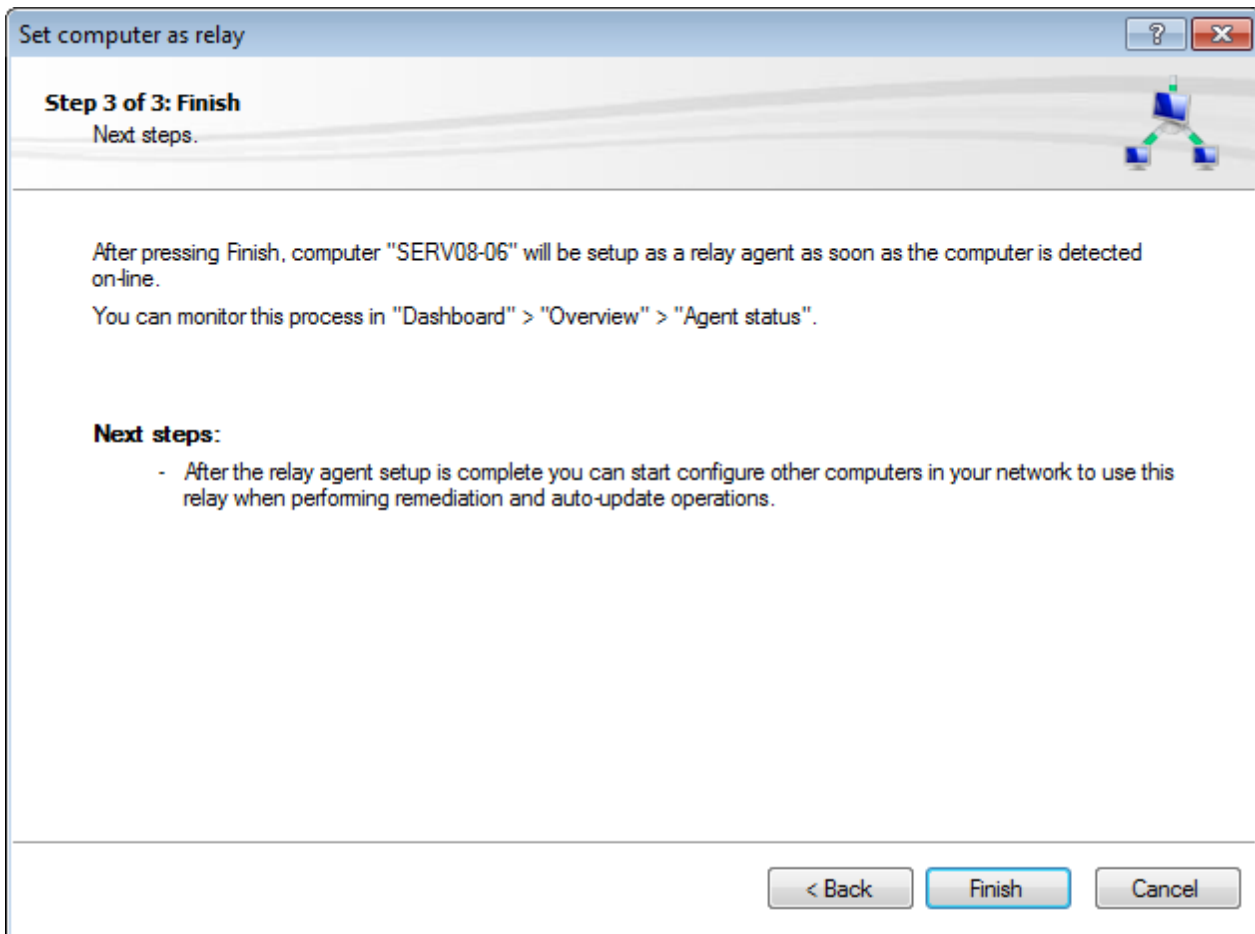 Set computer as relay
Step 3 of 3: Finish
Next steps.
After pressing Finish, computer "SERV08-06" will be setup as a relay agent as soon as the computer is detected
on-line.
You can monitor this process in "Dashboard" > "Overview" > "Agent status".
Next steps:
- After the relay agent setup is complete you can start configure other computers in your network to use this
relay when performing remediation and auto-update operations.
< Back Finish Cancel